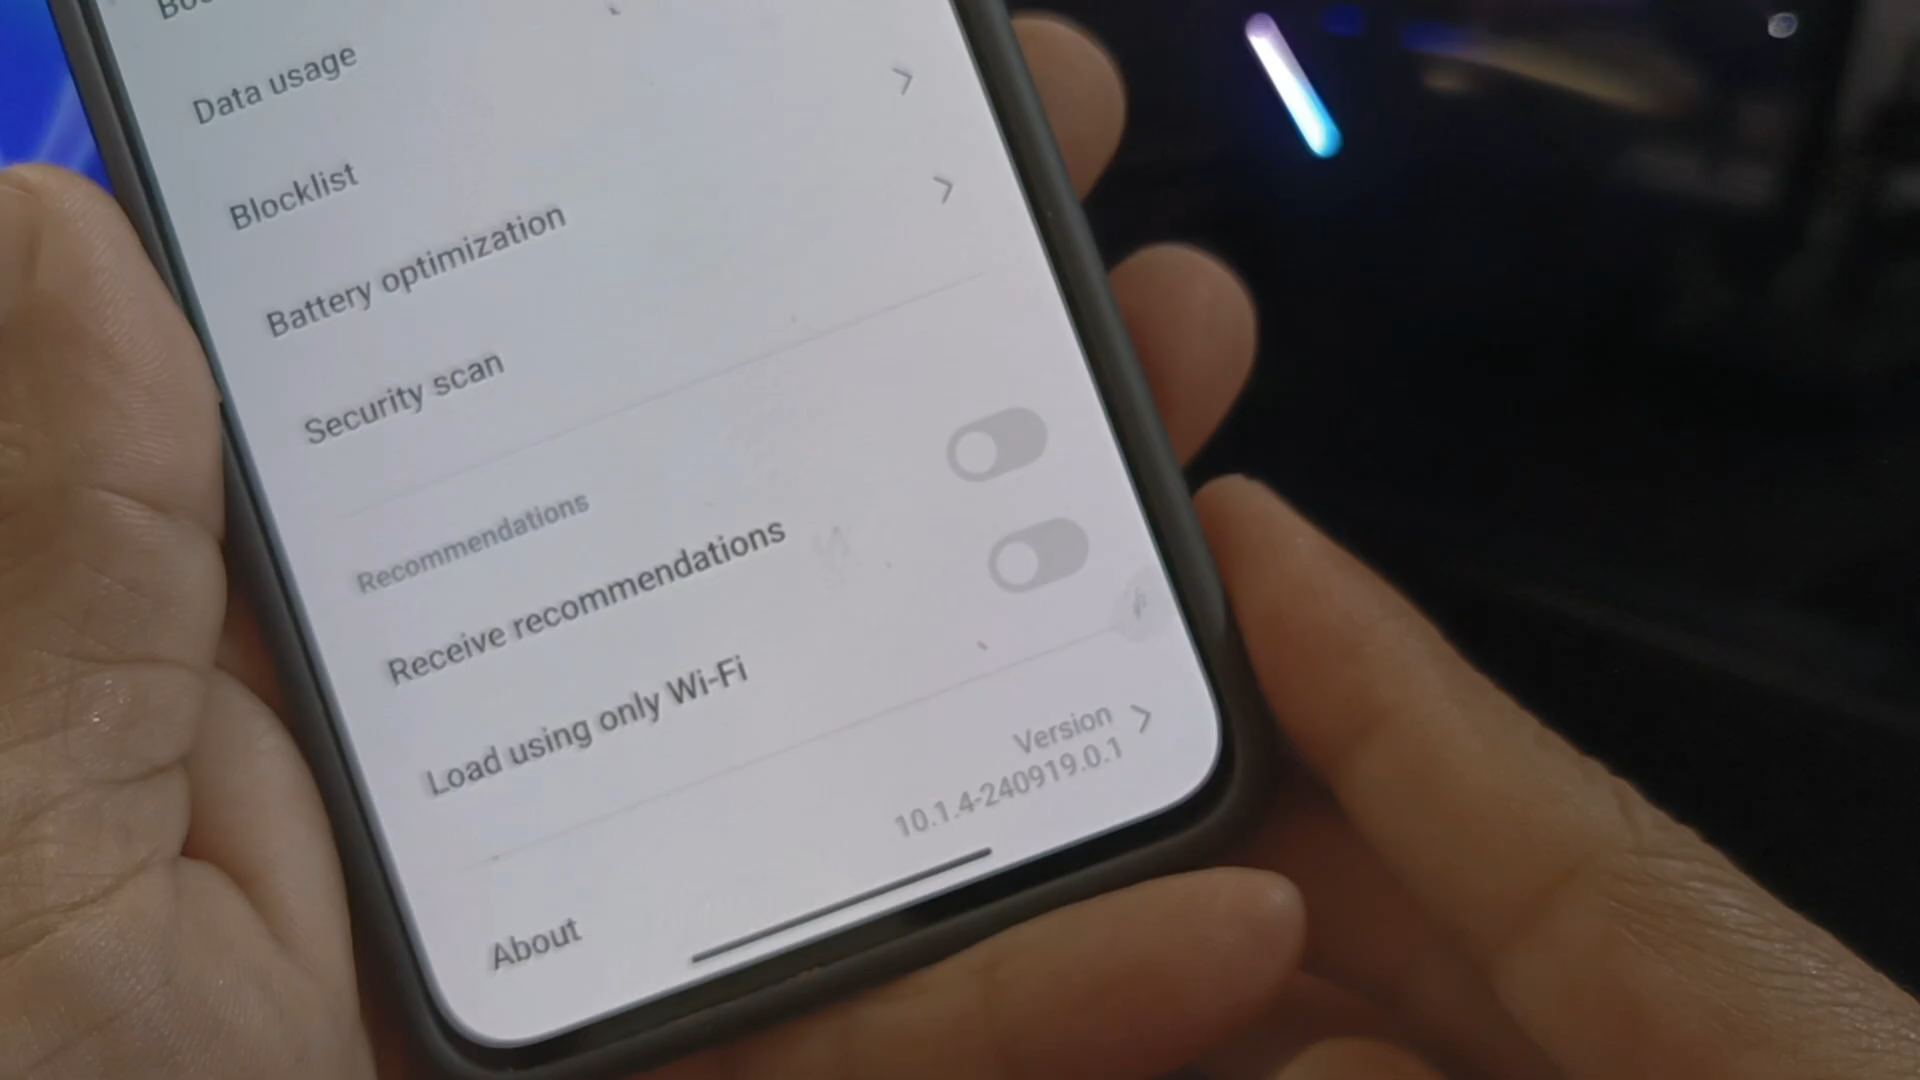 Data usage
Blocklist
Battery optimization
Security scan
Recommendations
Receive recommendations
Load using only Wi-Fi
Version
10.1.4-240919.0.1
About